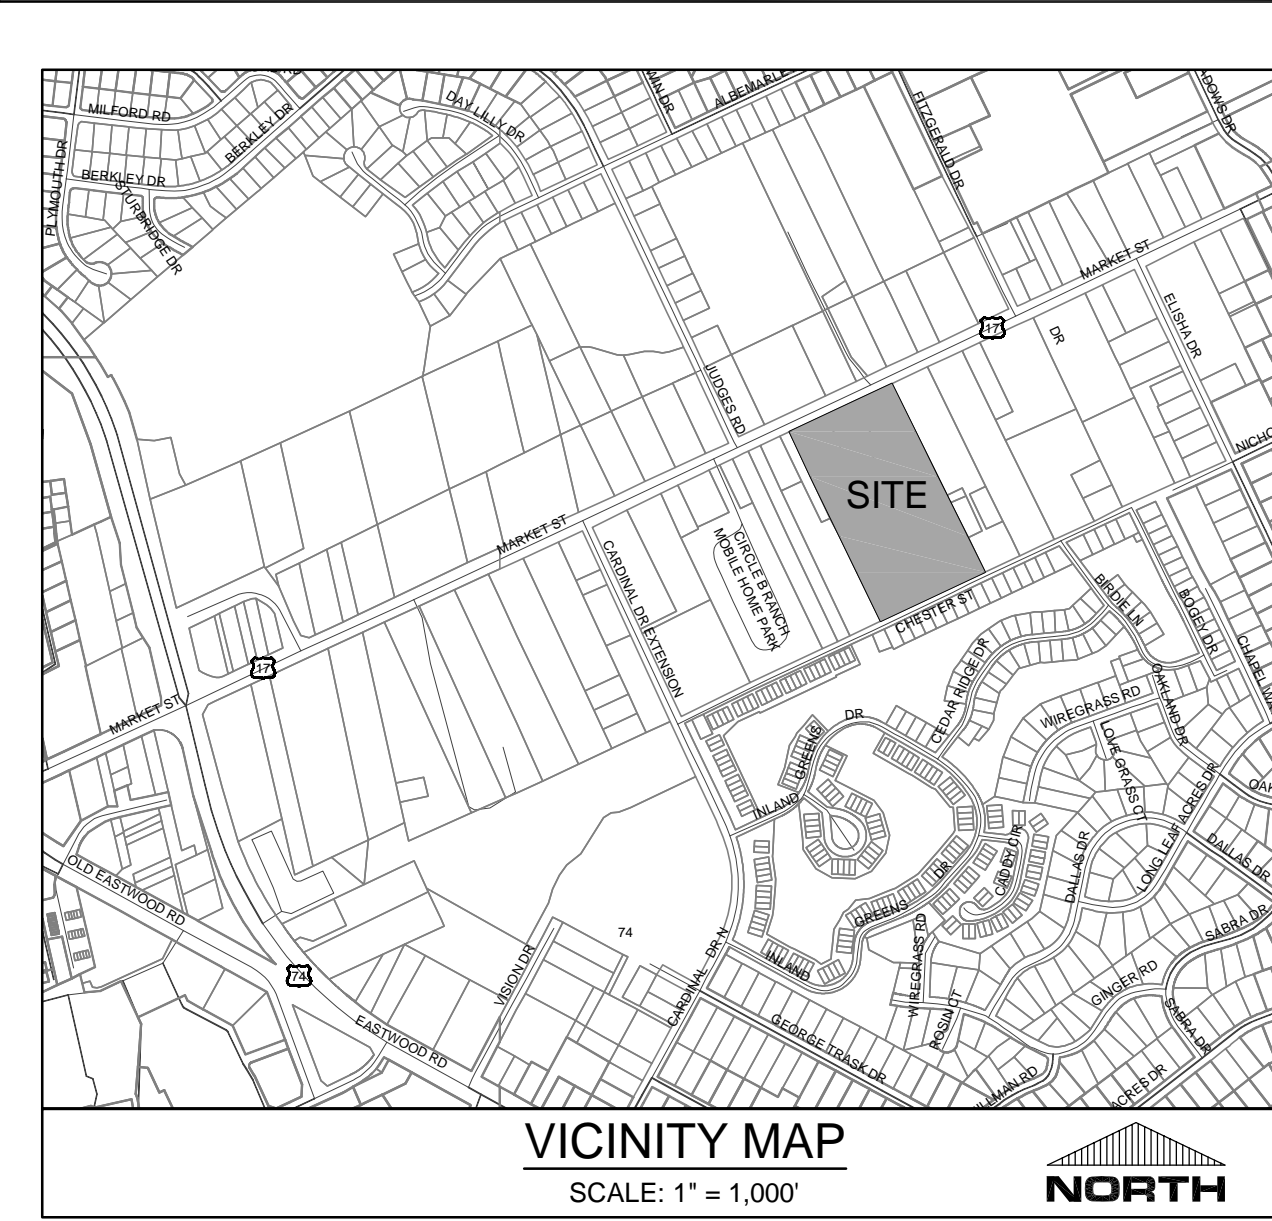 MILFORD RD
BERKLEY DR
DAY LILLY DR
ALBEMARLE
FITZGERALD DR
PLYMOUTH DR
BERKLEY DR
STURBRIDGE DR
MARKET ST
17
DR
ELISHA DR
JUDGES RD
SITE
MARKET ST
CARDINAL DR EXTENSION
CIRCLE B RANCH
MOBILE HOME PARK
CHESTER ST
BIRDIE LN
BOGEY DR
17
MARKET ST
CEDAR RIDGE DR
WIREGRASS RD
OAKLAND DR
LOVE GRASS CT
INLAND GREENS DR
CADDY CIR
DALLAS DR
LONG LEAF ACRES DR
DALLAS DR
OLD EASTWOOD RD
74
VISION DR
74
CARDINAL DR N
INLAND GREENS DR
WIREGRASS RD
ROSIN CT
GINGER RD
SABRA DR
SABRA DR
EASTWOOD RD
GEORGE TRASK DR
ACRES DR
VICINITY MAP
SCALE: 1" = 1,000'
NORTH